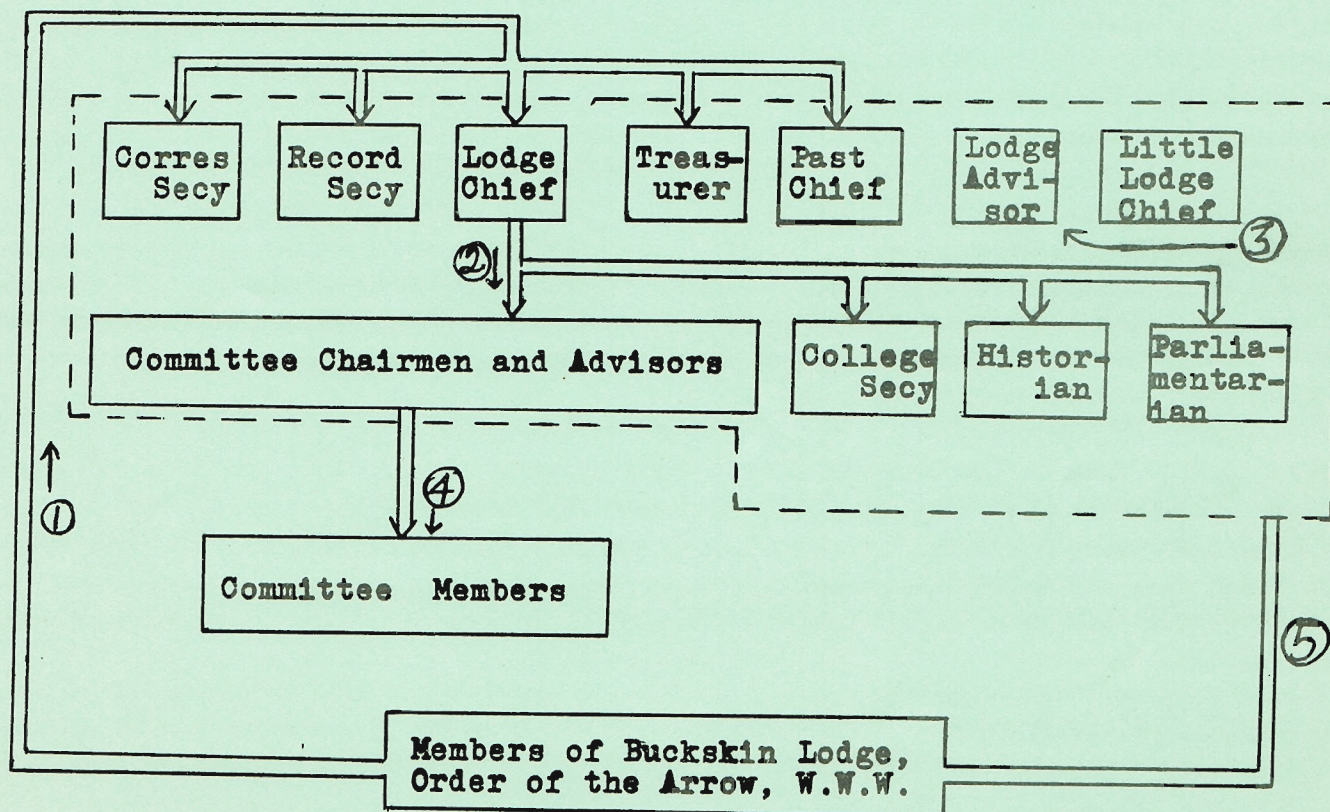 Corres
Secy
Record
Secy
Lodge
Chief
Treas-
urer
Past
Chief
Lodge
Advi-
sor
Little
Lodge
Chief
③
②
Committee Chairmen and Advisors
College
Secy
Histor-
ian
Parlia-
mentar-
ian
①
④
Committee Members
⑤
Members of Buckskin Lodge,
Order of the Arrow, W.W.W.